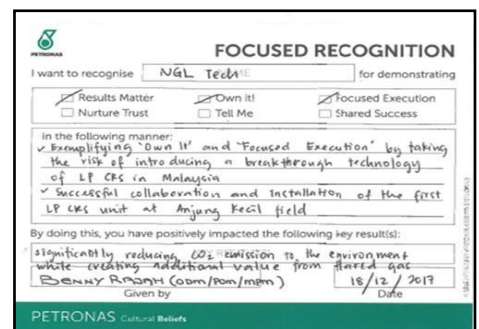 PETRONAS
FOCUSED RECOGNITION
I want to recognise NGL Tech for demonstrating
Results Matter Own it! Focused Execution
Nurture Trust Tell Me Shared Success
in the following manner:
✓ Exemplifying 'Own It' and 'Focused Execution' by taking
the risk of introducing a breakthrough technology
of LP CKS in Malaysia
✓ Successful collaboration and Installation of the first
LP CKS unit at Anjung Kecil field
By doing this, you have positively impacted the following key result(s):
significantly reducing CO2 emission to the environment
while creating additional value from flared gas
BENNY RAJAH (ODM/POM/MPM) 18/12/2017
Given by Date
PETRONAS Cultural Beliefs